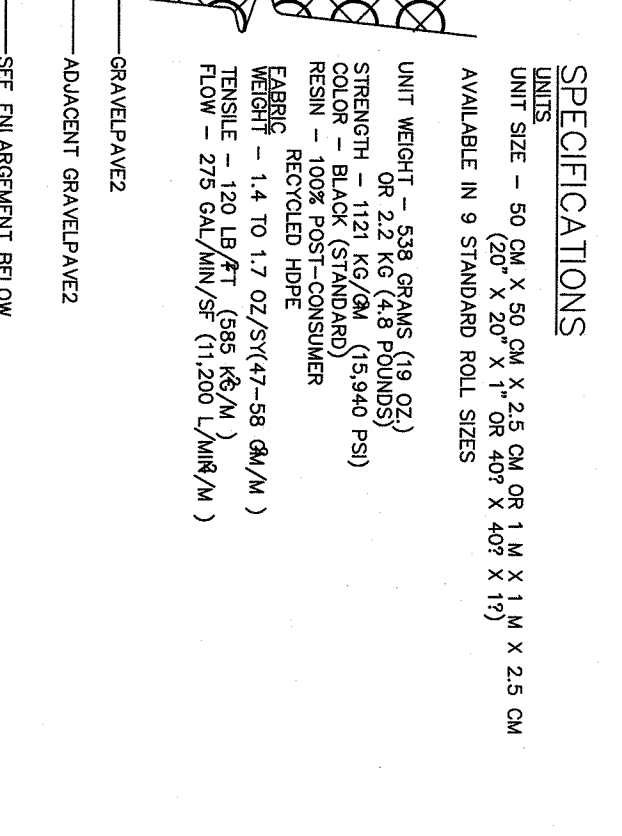 SPECIFICATIONS
UNITS
UNIT SIZE – 50 CM X 50 CM X 2.5 CM OR 1 M X 1 M X 2.5 CM
(20" X 20" X 1" OR 40? X 40? X 1?)
AVAILABLE IN 9 STANDARD ROLL SIZES
UNIT WEIGHT – 538 GRAMS (19 OZ.)
OR 2.2 KG (4.8 POUNDS)
STRENGTH – 1121 KG/CM2 (15,940 PSI)
COLOR – BLACK (STANDARD)
RESIN – 100% POST–CONSUMER
RECYCLED HDPE
FABRIC
WEIGHT – 1.4 TO 1.7 OZ/SY(47–58 GM/M )
TENSILE – 120 LB/FT (585 KG/M )
FLOW – 275 GAL/MIN/SF (11,200 L/MIN/M )
GRAVELPAVE2
ADJACENT GRAVELPAVE2
SEE ENLARGEMENT BELOW